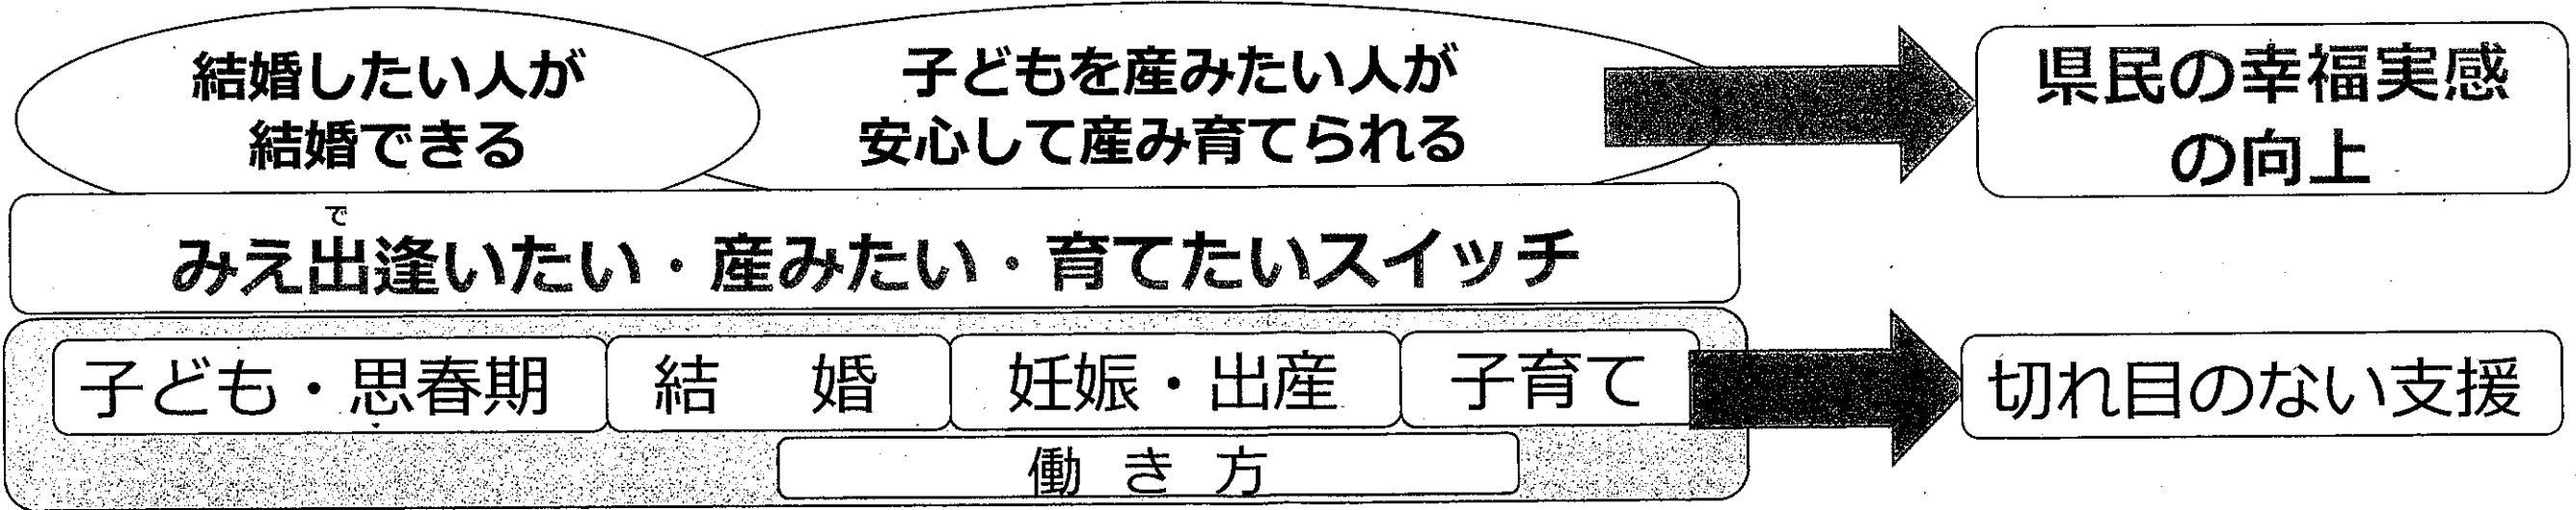 結婚したい人が
結婚できる
子どもを産みたい人が
安心して産み育てられる
県民の幸福実感
の向上
で
みえ出逢いたい・産みたい・育てたいスイッチ
子ども・思春期
結 婚
妊娠・出産
子育て
切れ目のない支援
働 き 方